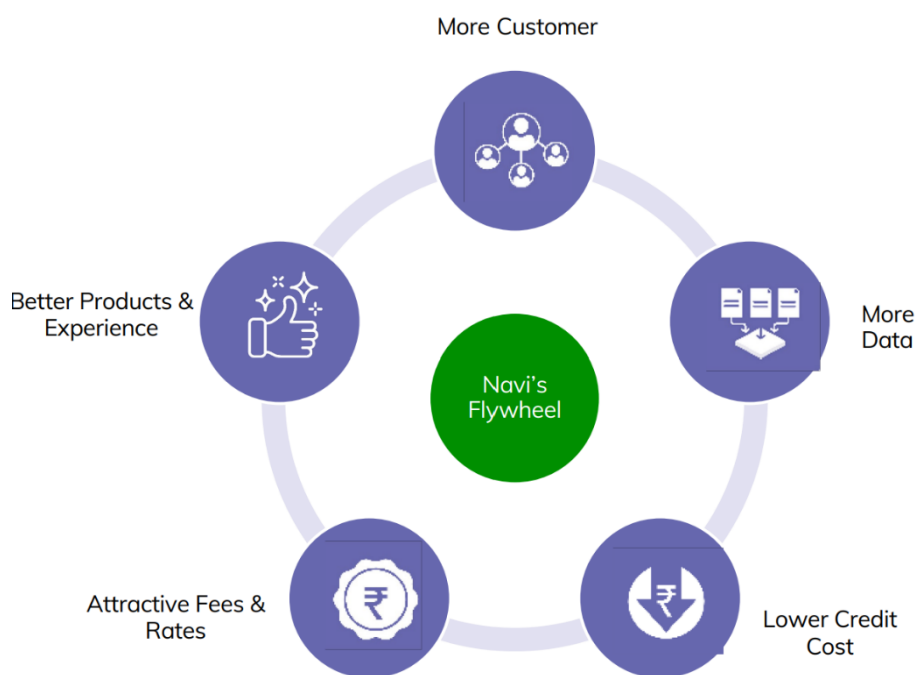 More Customer
More
Data
Lower Credit
Cost
Attractive Fees &
Rates
Better Products &
Experience
Navi's
Flywheel
₹
₹